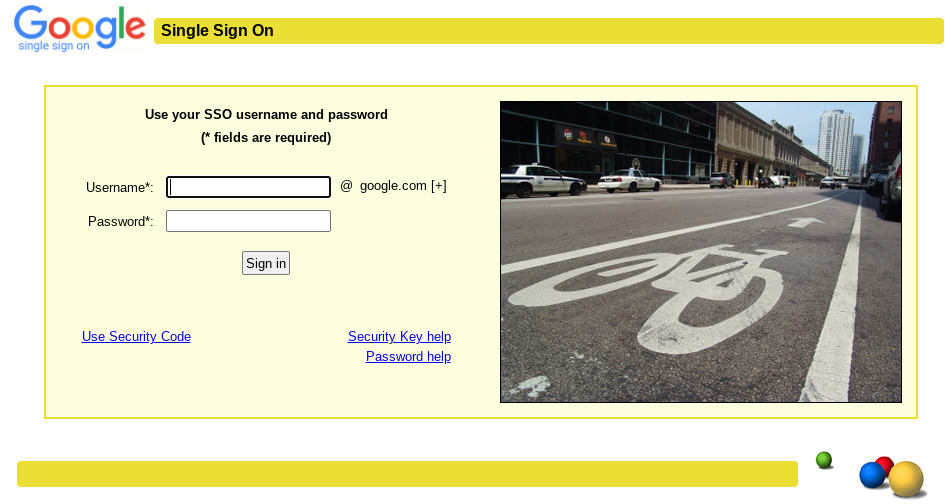 Google
single sign on
Single Sign On
Use your SSO username and password
(* fields are required)
Username*:
@ google.com [+]
Password*:
Sign in
Use Security Code
Security Key help
Password help